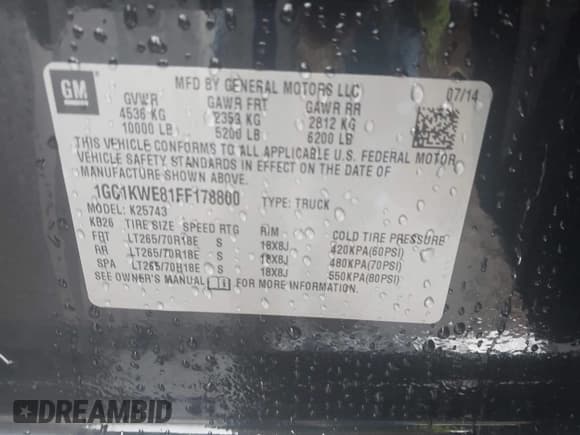 GM
MFD BY GENERAL MOTORS LLC
07/14
GVWR GAWR FRT GAWR RR
4536 KG 2359 KG 2812 KG
10000 LB 5200 LB 6200 LB
THIS VEHICLE CONFORMS TO ALL APPLICABLE U.S. FEDERAL MOTOR
VEHICLE SAFETY STANDARDS IN EFFECT ON THE DATE OF
MANUFACTURE SHOWN ABOVE.
1GC1KWE81FF178800 TYPE: TRUCK
MODEL: K25743
KB26 TIRE SIZE SPEED RTG RIM COLD TIRE PRESSURE
FRT LT265/70R18E S 18X8J 420KPA(60PSI)
RR LT265/70R18E S 18X8J 480KPA(70PSI)
SPA LT265/70R18E S 18X8J 550KPA(80PSI)
SEE OWNER'S MANUAL FOR MORE INFORMATION.
DREAMBID